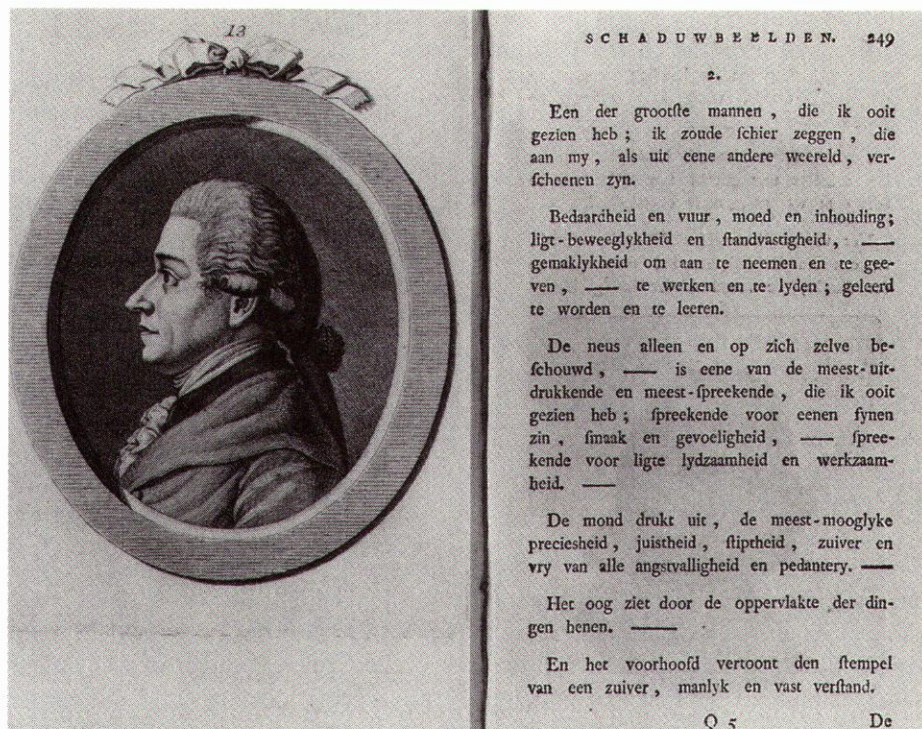 13
SCHADUWBEELDEN. 249
2.
Een der grootſte mannen, die ik ooit
gezien heb; ik zoude ſchier zeggen, die
aan my, als uit eene andere weereld, ver-
ſcheenen zyn.
Bedaardheid en vuur, moed en inhouding;
ligt-beweeglykheid en ſtandvastigheid, —
gemaklykheid om aan te neemen en te gee-
ven, — te werken en te lyden; geleerd
te worden en te leeren.
De neus alleen en op zich zelve be-
ſchouwd, — is eene van de meest-uit-
drukkende en meest-ſpreekende, die ik ooit
gezien heb; ſpreekende voor eenen fynen
zin, ſmaak en gevoeligheid, — ſpree-
kende voor ligte lydzaamheid en werkzaam-
heid. —
De mond drukt uit, de meest-mooglyke
preciesheid, juistheid, ſtiptheid, zuiver en
vry van alle angstvalligheid en pedantery. —
Het oog ziet door de oppervlakte der din-
gen henen. —
En het voorhoofd vertoont den ſtempel
van een zuiver, manlyk en vast verſtand.
Q 5 De